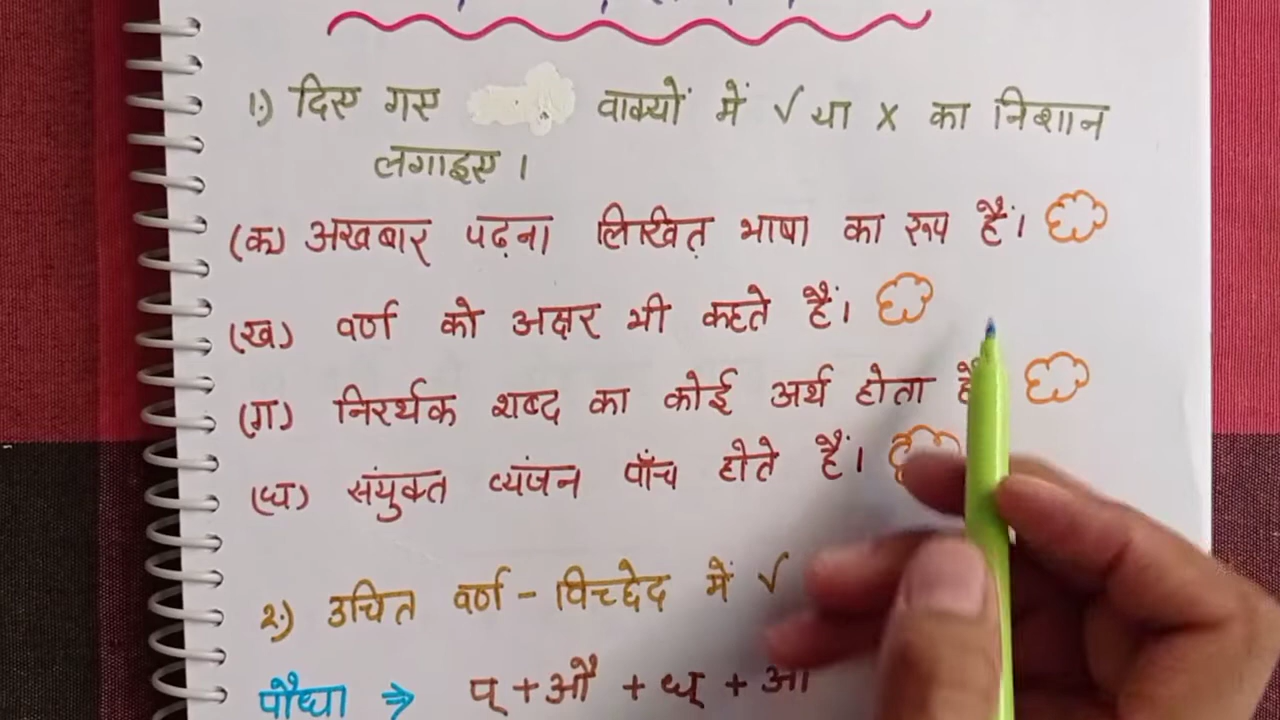 1.) दिए गए वाक्यों में √ या x का निशान
लगाइए।
(क) अखबार पढ़ना लिखित भाषा का रूप हैं।
(ख) वर्ण को अक्षर भी कहते हैं।
(ग) निरर्थक शब्द का कोई अर्थ होता
(घ) संयुक्त व्यंजन पाँच होते हैं।
2.) उचित वर्ण - विच्छेद में √
पौधा ⇒ प् + औ + ध् + आ